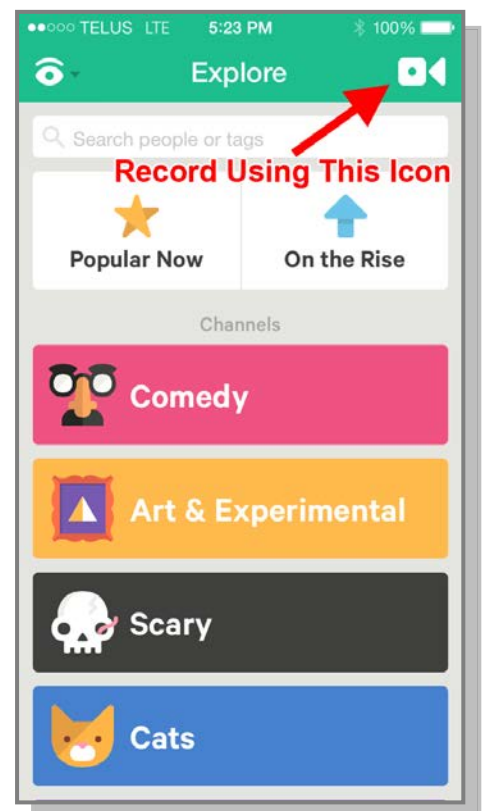 TELUS LTE 5:23 PM 100%
Explore
Search people or tags
Record Using This Icon
Popular Now On the Rise
Channels
Comedy
Art & Experimental
Scary
Cats